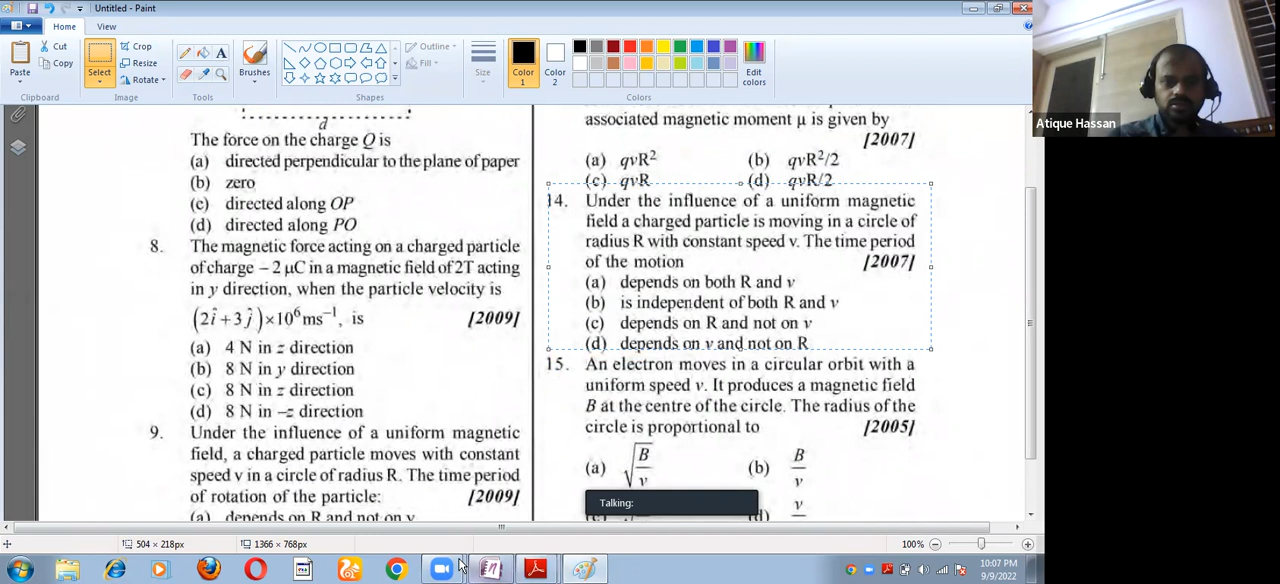 Untitled - Paint
Home
View
Paste
Cut
Copy
Clipboard
Select
Crop
Resize
Rotate
Image
Tools
Brushes
Shapes
Outline
Fill
Size
Color 1
Color 2
Edit colors
Colors
Atique Hassan
d
The force on the charge Q is
(a) directed perpendicular to the plane of paper
(b) zero
(c) directed along OP
(d) directed along PO
8. The magnetic force acting on a charged particle
of charge – 2 μC in a magnetic field of 2T acting
in y direction, when the particle velocity is
(2î + 3ĵ) × 10⁶ ms⁻¹, is [2009]
(a) 4 N in z direction
(b) 8 N in y direction
(c) 8 N in z direction
(d) 8 N in –z direction
9. Under the influence of a uniform magnetic
field, a charged particle moves with constant
speed v in a circle of radius R. The time period
of rotation of the particle: [2009]
(a) depends on R and not on v
associated magnetic moment μ is given by
[2007]
(a) qvR² (b) qvR²/2
(c) qvR (d) qvR/2
14. Under the influence of a uniform magnetic
field a charged particle is moving in a circle of
radius R with constant speed v. The time period
of the motion [2007]
(a) depends on both R and v
(b) is independent of both R and v
(c) depends on R and not on v
(d) depends on v and not on R
15. An electron moves in a circular orbit with a
uniform speed v. It produces a magnetic field
B at the centre of the circle. The radius of the
circle is proportional to [2005]
(a) √(B/v) (b) B/v
(d) v
Talking:
504 × 218px
1366 × 768px
100%
10:07 PM
9/9/2022